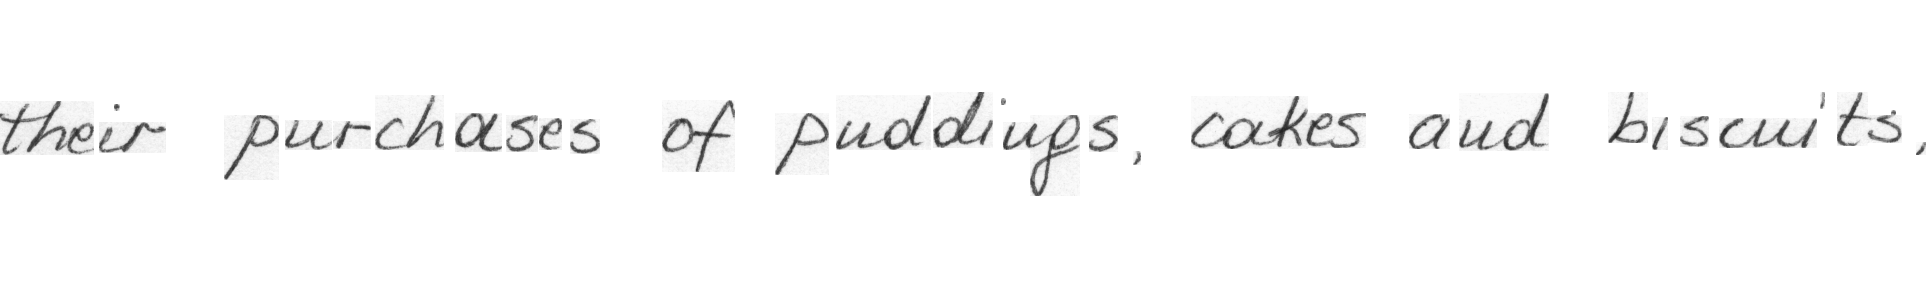 their purchases of puddings, cakes and biscuits,